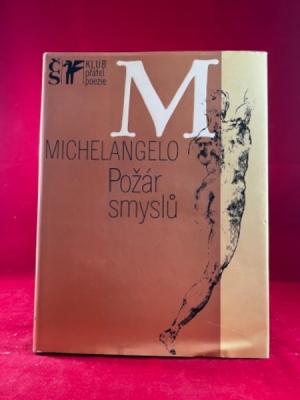 ČS
KLUB
přátel
poezie
M
MICHELANGELO
Požár
smyslů